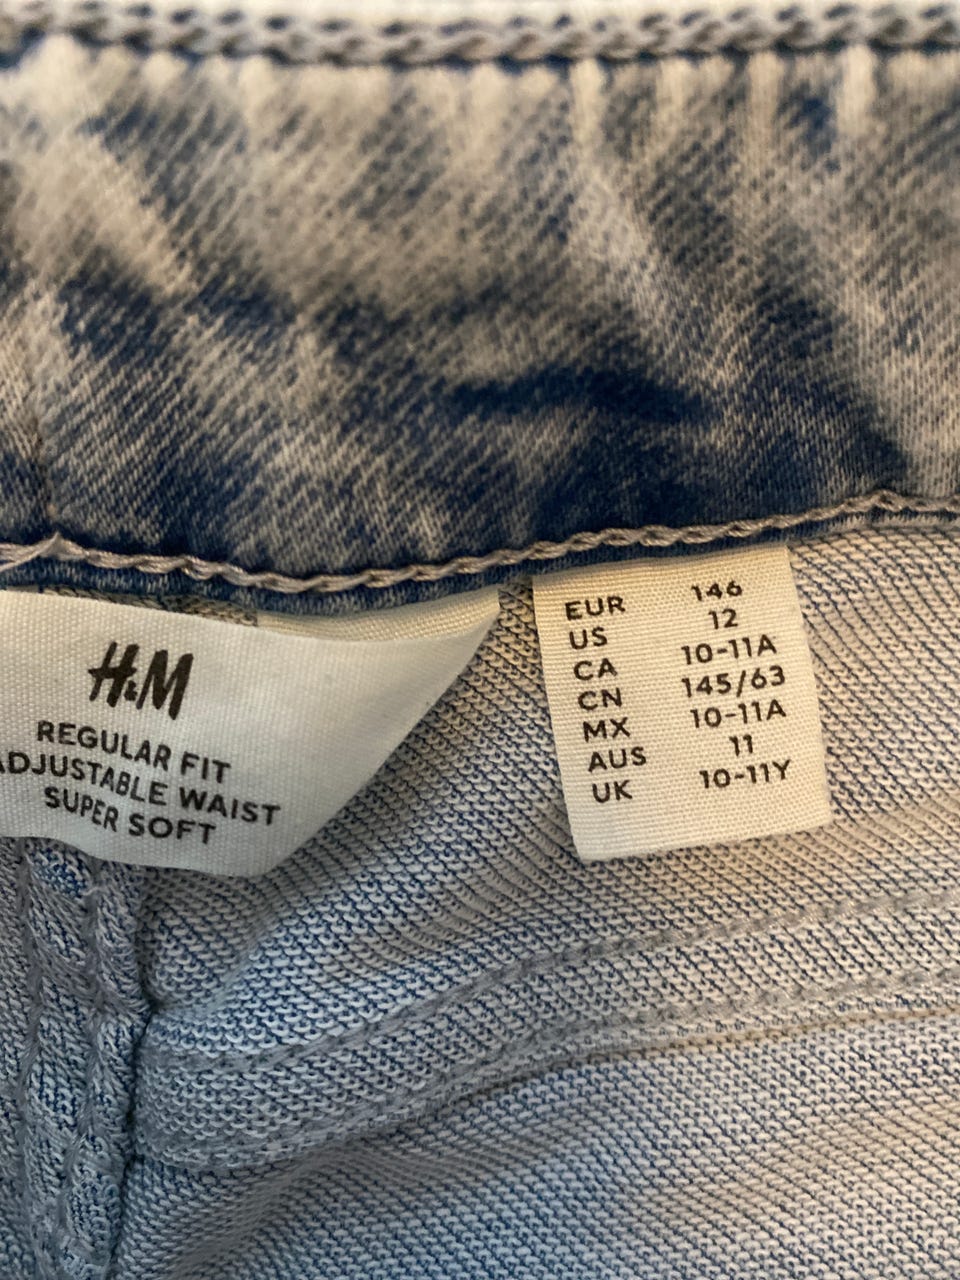 H&M
REGULAR FIT
ADJUSTABLE WAIST
SUPER SOFT
EUR 146
US 12
CA 10-11A
CN 145/63
MX 10-11A
AUS 11
UK 10-11Y